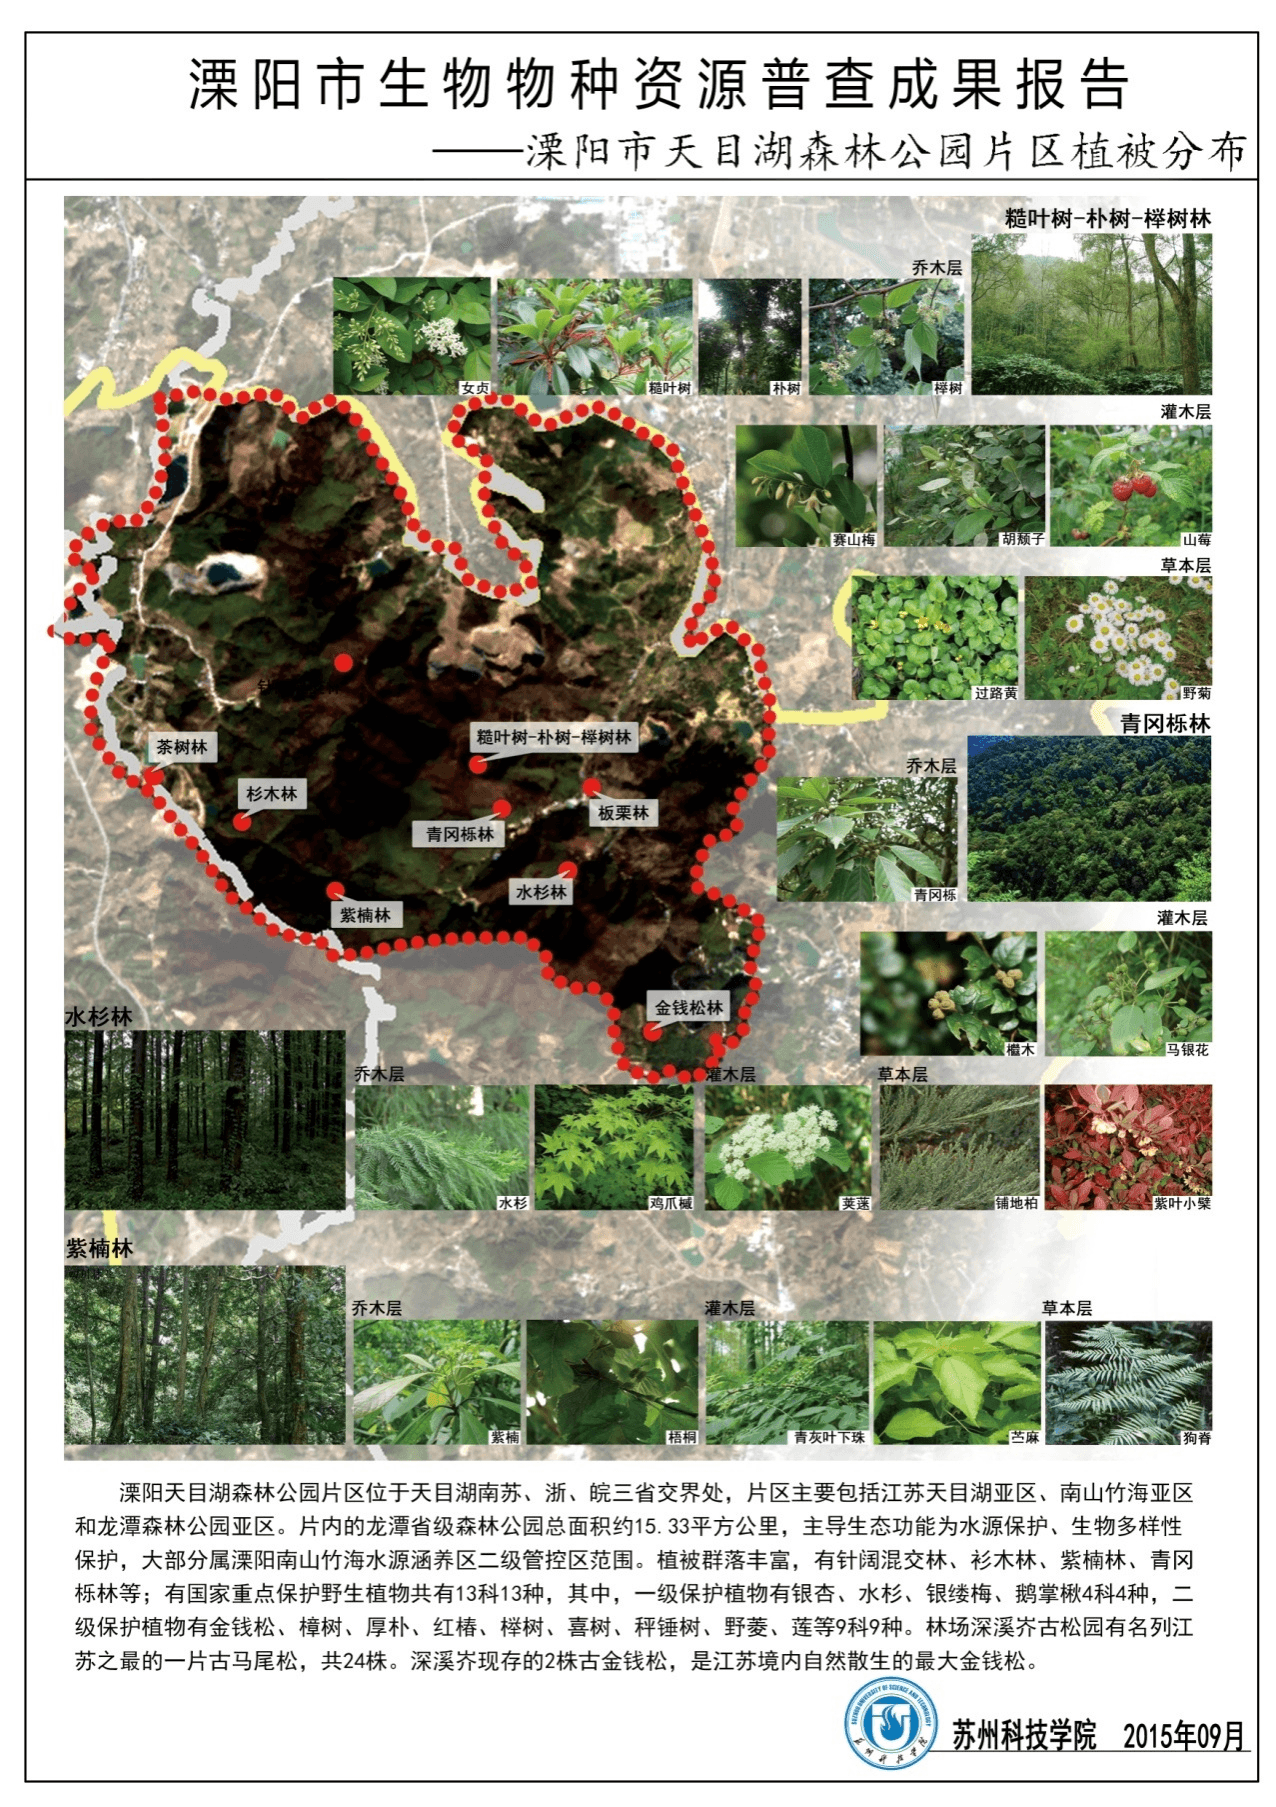 溧阳市生物物种资源普查成果报告
——溧阳市天目湖森林公园片区植被分布
糙叶树-朴树-榉树林
乔木层
女贞
糙叶树
朴树
榉树
灌木层
赛山梅
胡颓子
山莓
草本层
过路黄
野菊
青冈栎林
乔木层
青冈栎
灌木层
檵木
马银花
茶树林
杉木林
糙叶树-朴树-榉树林
板栗林
青冈栎林
水杉林
紫楠林
金钱松林
水杉林
乔木层
水杉
鸡爪槭
灌木层
荚蒾
草本层
铺地柏
紫叶小檗
紫楠林
乔木层
紫楠
梧桐
灌木层
青灰叶下珠
苎麻
草本层
狗脊
溧阳天目湖森林公园片区位于天目湖南苏、浙、皖三省交界处，片区主要包括江苏天目湖亚区、南山竹海亚区
和龙潭森林公园亚区。片内的龙潭省级森林公园总面积约15.33平方公里，主导生态功能为水源保护、生物多样性
保护，大部分属溧阳南山竹海水源涵养区二级管控区范围。植被群落丰富，有针阔混交林、衫木林、紫楠林、青冈
栎林等；有国家重点保护野生植物共有13科13种，其中，一级保护植物有银杏、水杉、银缕梅、鹅掌楸4科4种，二
级保护植物有金钱松、樟树、厚朴、红椿、榉树、喜树、秤锤树、野菱、莲等9科9种。林场深溪岕古松园有名列江
苏之最的一片古马尾松，共24株。深溪岕现存的2株古金钱松，是江苏境内自然散生的最大金钱松。
SUZHOU UNIVERSITY OF SCIENCE AND TECHNOLOGY
苏州科技学院
苏州科技学院 2015年09月